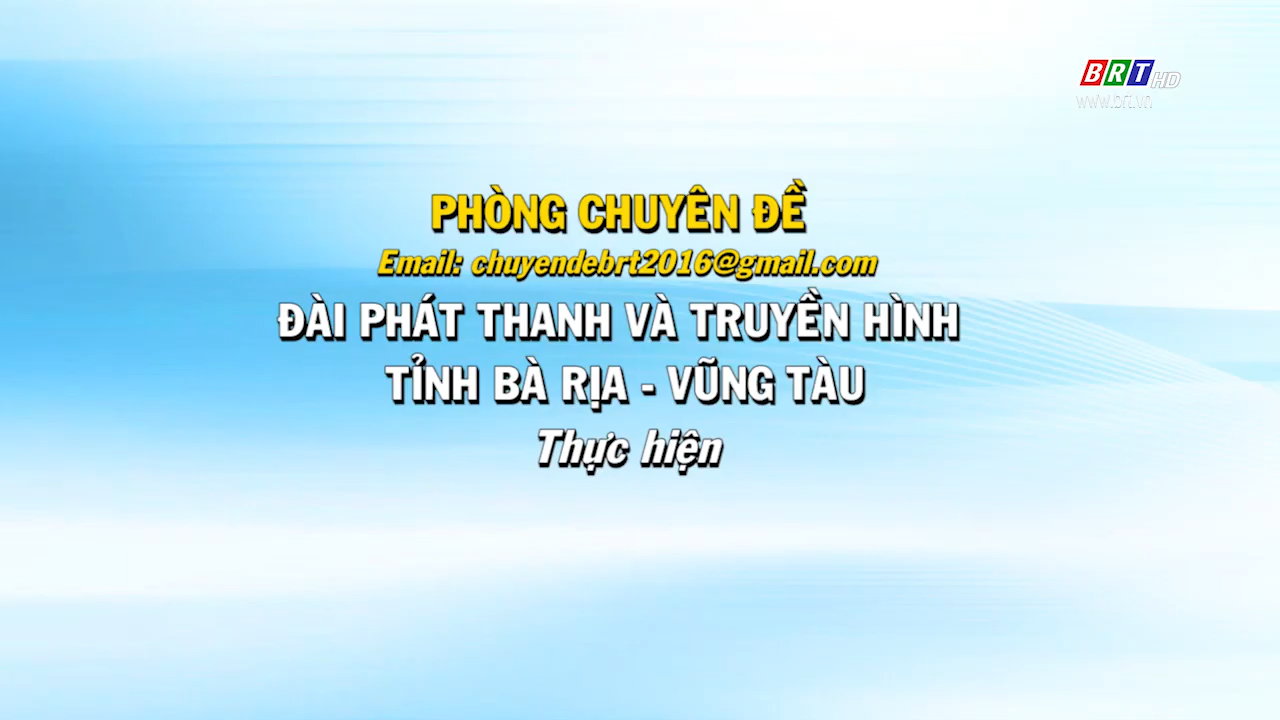 BRT HD
www.brt.vn
PHÒNG CHUYÊN ĐỀ
Email: chuyendebrt2016@gmail.com
ĐÀI PHÁT THANH VÀ TRUYỀN HÌNH
TỈNH BÀ RỊA - VŨNG TÀU
Thực hiện